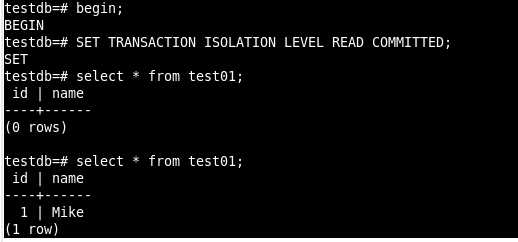 testdb=# begin;
BEGIN
testdb=# SET TRANSACTION ISOLATION LEVEL READ COMMITTED;
SET
testdb=# select * from test01;
 id | name
----+------
(0 rows)

testdb=# select * from test01;
 id | name
----+------
  1 | Mike
(1 row)